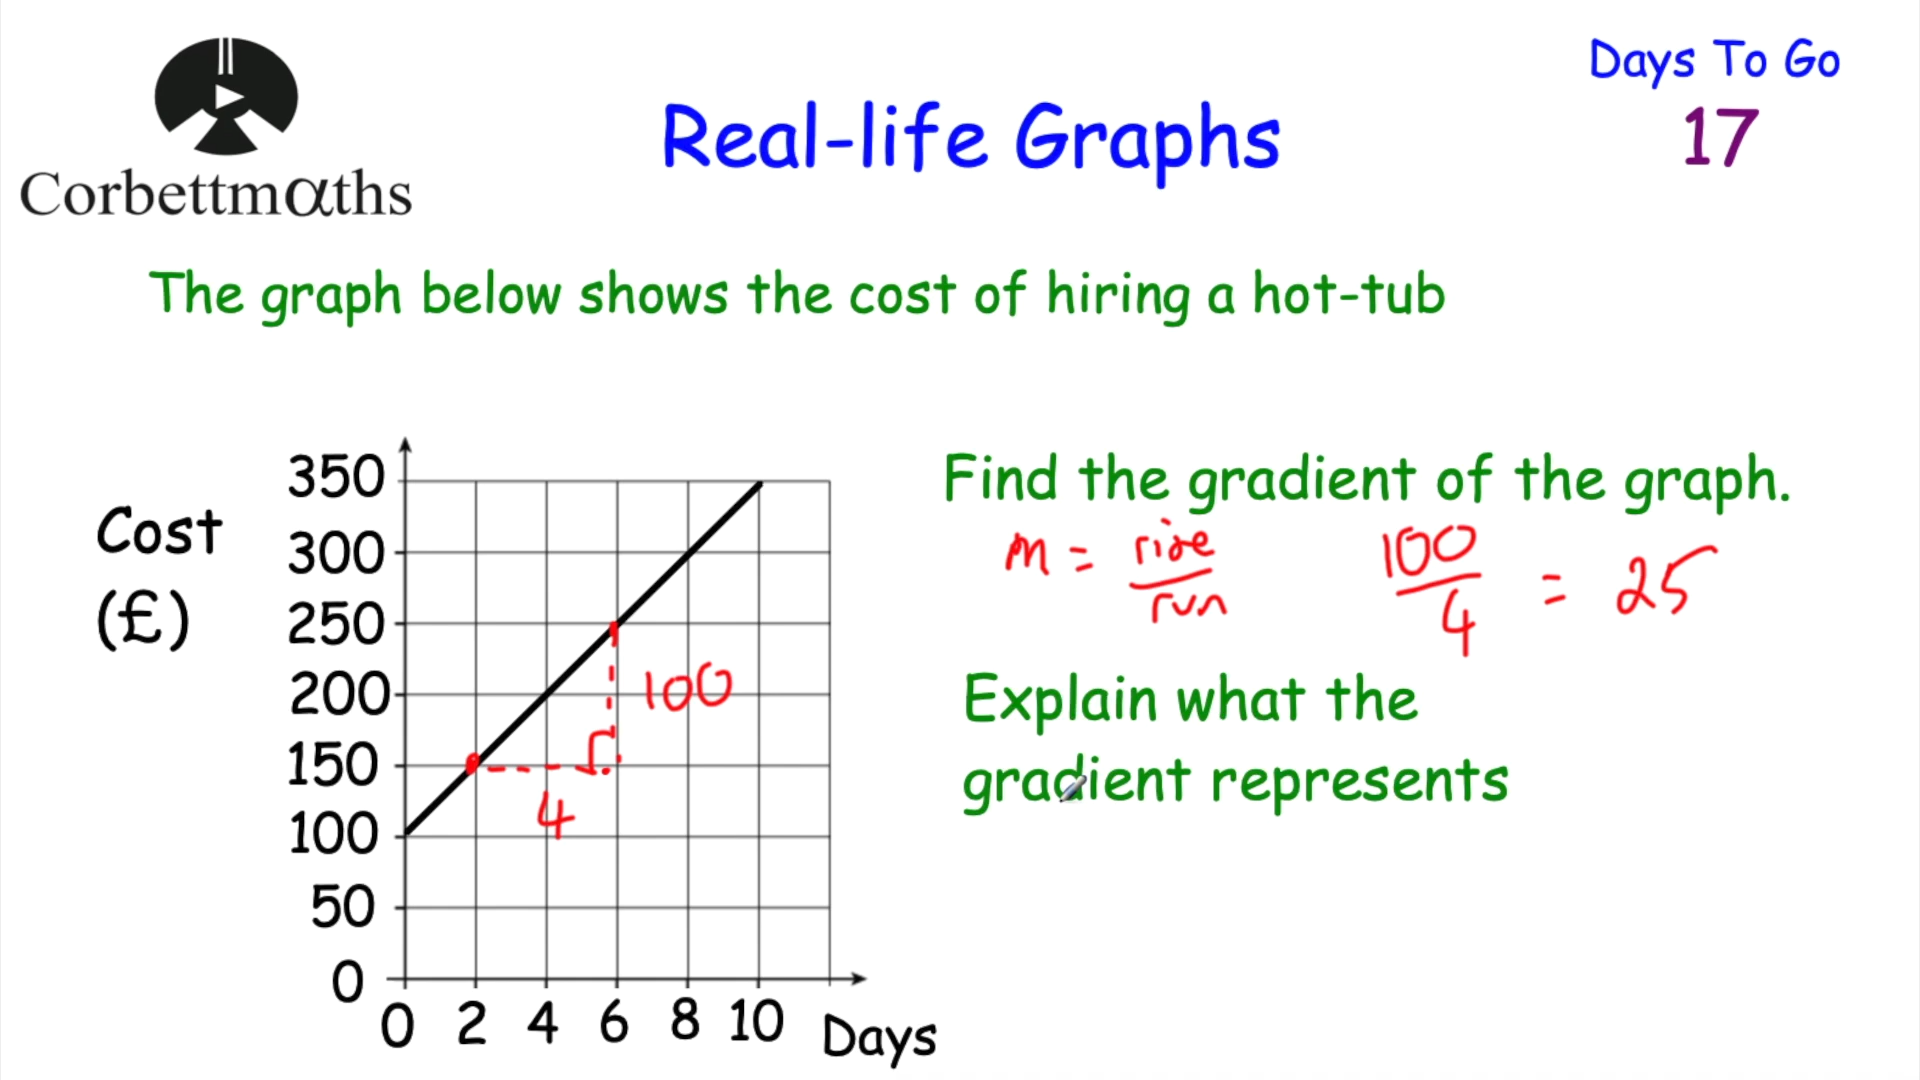 Days To Go
17
Real-life Graphs
Corbettmαths
The graph below shows the cost of hiring a hot-tub
Find the gradient of the graph.
m = rise/run 100/4 = 25
Explain what the
gradient represents
Cost
(£)
350
300
250
200
150
100
50
0
100
4
0 2 4 6 8 10 Days